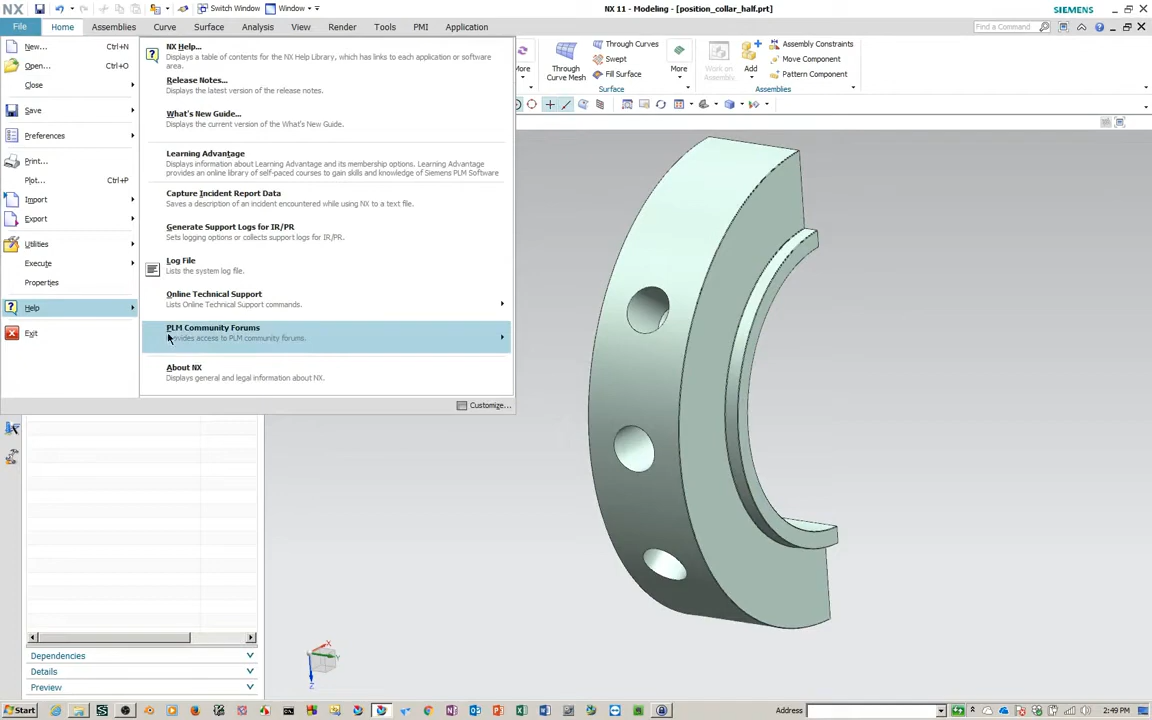 NX
Switch Window
Window
NX 11 - Modeling - [position_collar_half.prt]
SIEMENS
File
Home
Assemblies
Curve
Surface
Analysis
View
Render
Tools
PMI
Application
Find a Command
New...
Ctrl+N
Open...
Ctrl+O
Close
Save
Preferences
Print...
Plot...
Ctrl+P
Import
Export
Utilities
Execute
Properties
Help
Exit
NX Help...
Displays a table of contents for the NX Help Library, which has links to each application or software
area.
Release Notes...
Displays the latest version of the release notes.
What's New Guide...
Displays the current version of the What's New Guide.
Learning Advantage
Displays information about Learning Advantage and its membership options. Learning Advantage
provides an online library of self-paced courses to gain skills and knowledge of Siemens PLM Software
Capture Incident Report Data
Saves a description of an incident encountered while using NX to a text file.
Generate Support Logs for IR/PR
Sets logging options or collects support logs for IR/PR.
Log File
Lists the system log file.
Online Technical Support
Lists Online Technical Support commands.
PLM Community Forums
ovides access to PLM community forums.
About NX
Displays general and legal information about NX.
Customize...
More
Through
Curve Mesh
Through Curves
Swept
Fill Surface
More
Surface
Work on
Assembly
Add
Assembly Constraints
Move Component
Pattern Component
Assemblies
X
Y
Z
Dependencies
Details
Preview
Start
Address
2:49 PM